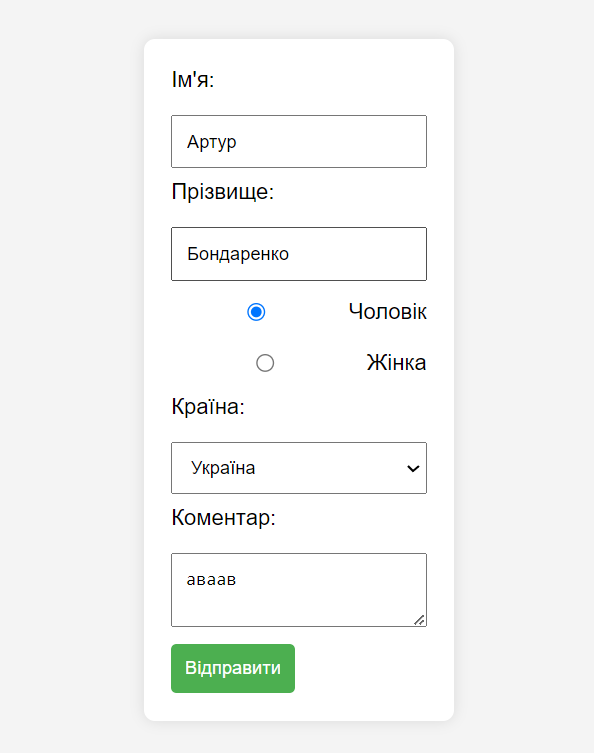 Ім'я:
Артур
Прізвище:
Бондаренко
Чоловік
Жінка
Країна:
Україна
Коментар:
аваав
Відправити